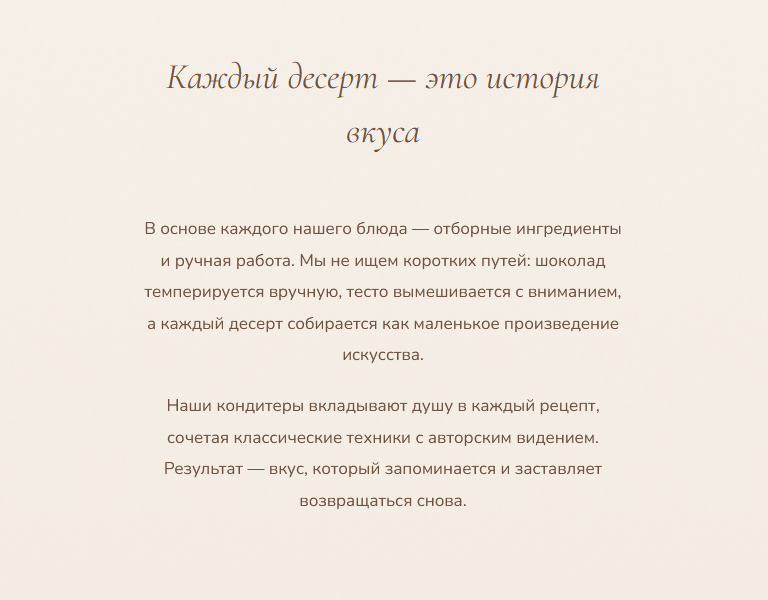 Каждый десерт — это история
вкуса
В основе каждого нашего блюда — отборные ингредиенты
и ручная работа. Мы не ищем коротких путей: шоколад
темперируется вручную, тесто вымешивается с вниманием,
а каждый десерт собирается как маленькое произведение
искусства.
Наши кондитеры вкладывают душу в каждый рецепт,
сочетая классические техники с авторским видением.
Результат — вкус, который запоминается и заставляет
возвращаться снова.